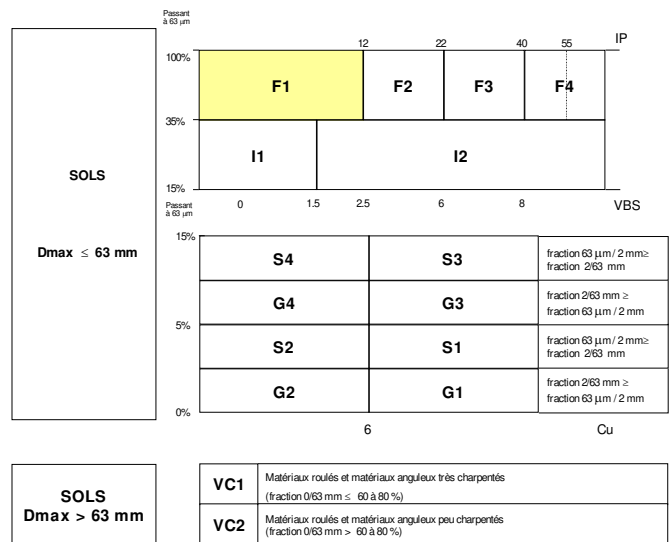 Passant
à 63 µm
IP
12 22 40 55
100%
F1 F2 F3 F4
35%
I1 I2
15%
Passant
à 63 µm
0 1.5 2.5 6 8 VBS
SOLS
Dmax ≤ 63 mm
15%
S4 S3 fraction 63 µm / 2 mm≥
fraction 2/63 mm
G4 G3 fraction 2/63 mm ≥
fraction 63 µm / 2 mm
5%
S2 S1 fraction 63 µm / 2 mm≥
fraction 2/63 mm
G2 G1 fraction 2/63 mm ≥
fraction 63 µm / 2 mm
0%
6 Cu
SOLS
Dmax > 63 mm
VC1 Matériaux roulés et matériaux anguleux très charpentés
(fraction 0/63 mm ≤ 60 à 80 %)
VC2 Matériaux roulés et matériaux anguleux peu charpentés
(fraction 0/63 mm > 60 à 80 %)